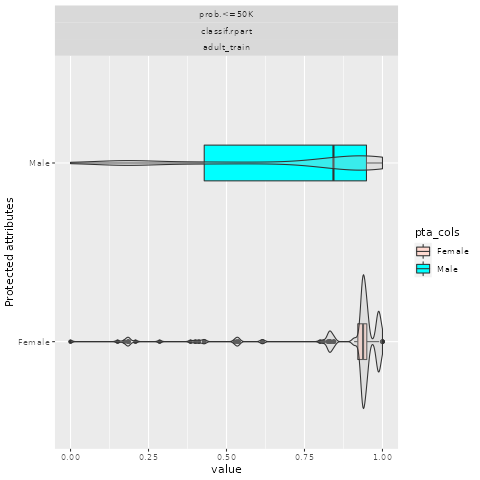 prob.<=50K
classif.rpart
adult_train
Protected attributes
Male
Female
0.00 0.25 0.50 0.75 1.00
value
pta_cols
Female
Male